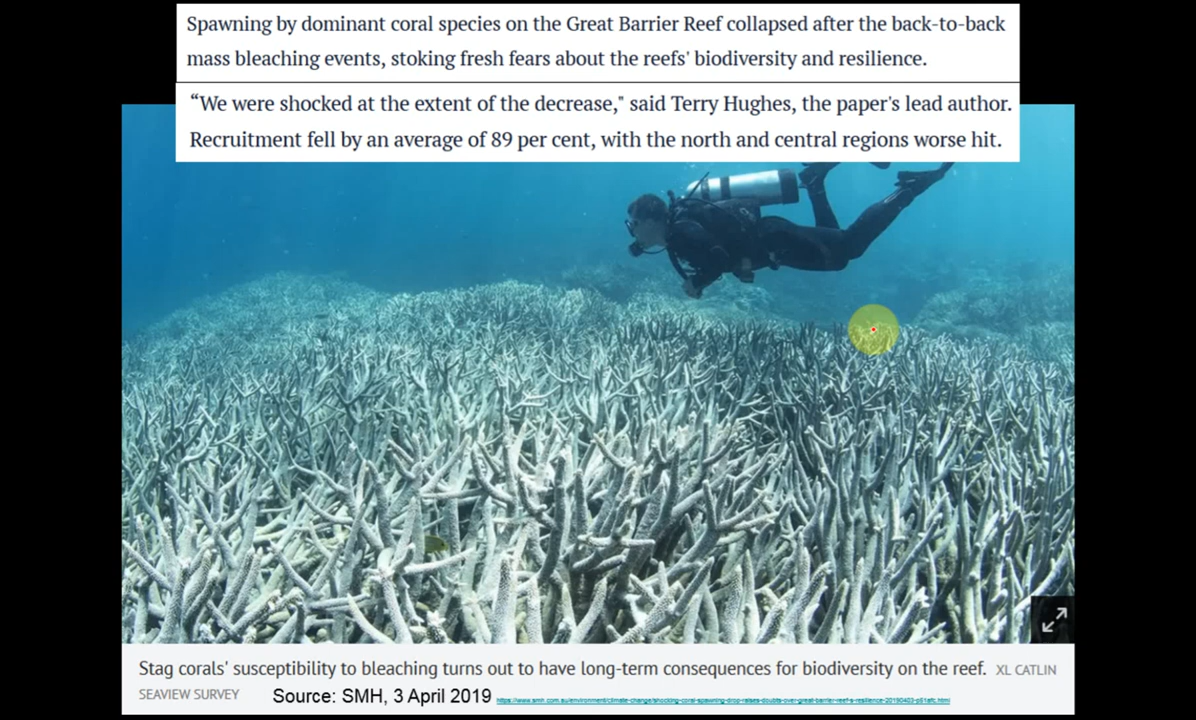 Spawning by dominant coral species on the Great Barrier Reef collapsed after the back-to-back
mass bleaching events, stoking fresh fears about the reefs' biodiversity and resilience.
“We were shocked at the extent of the decrease," said Terry Hughes, the paper's lead author.
Recruitment fell by an average of 89 per cent, with the north and central regions worse hit.
Stag corals' susceptibility to bleaching turns out to have long-term consequences for biodiversity on the reef. XL CATLIN
SEAVIEW SURVEY Source: SMH, 3 April 2019